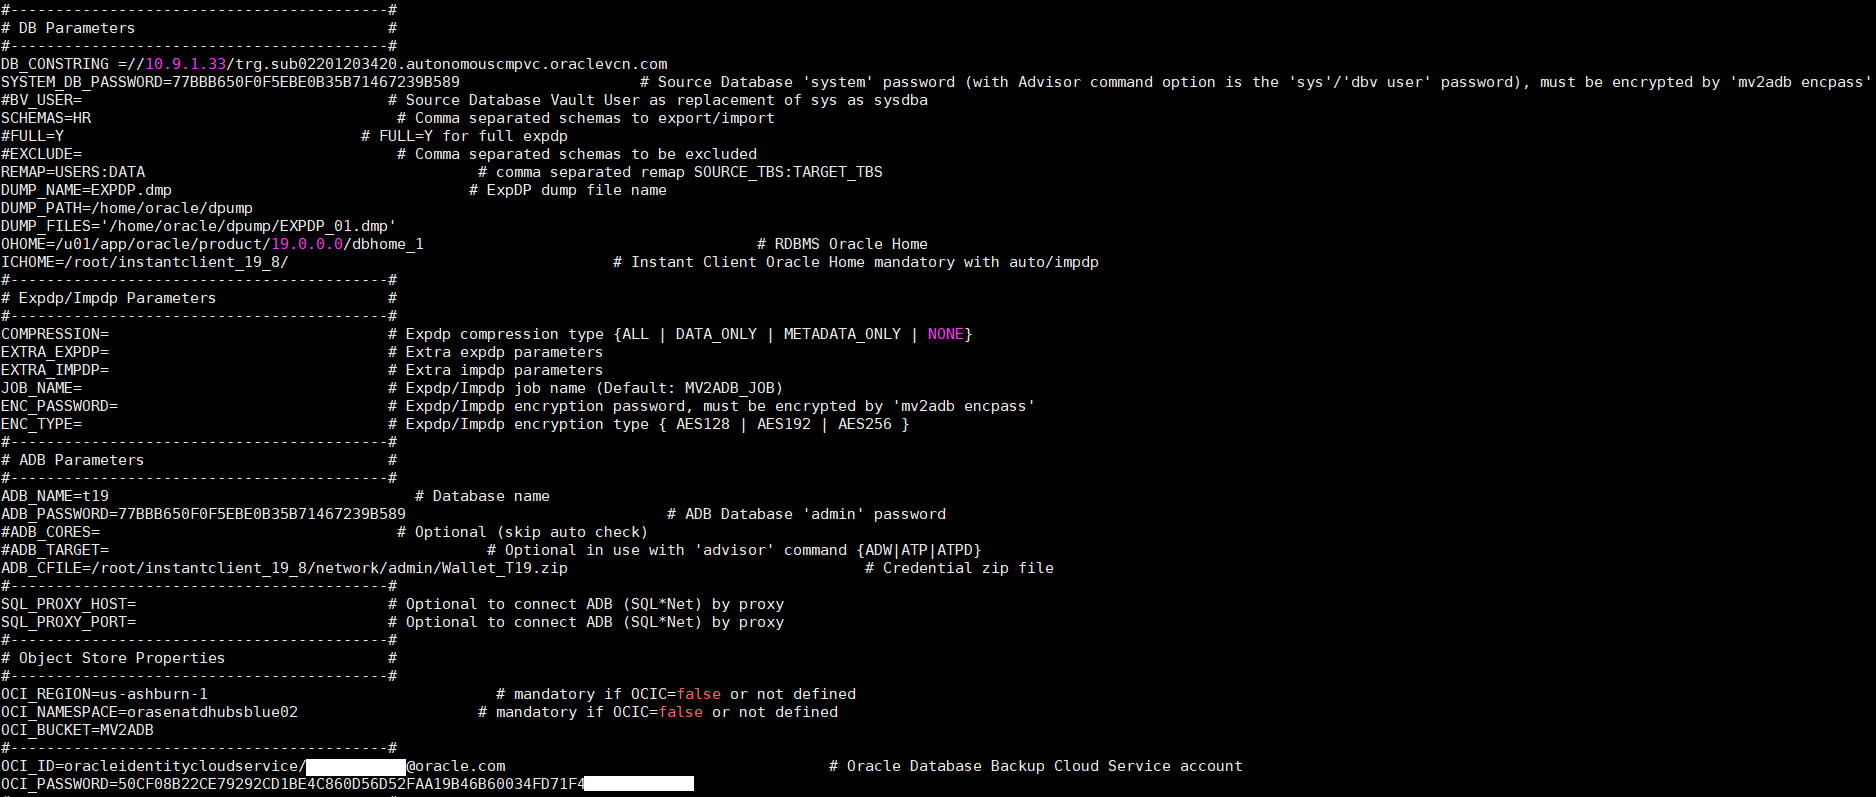 #------------------------------------------#
# DB Parameters                            #
#------------------------------------------#
DB_CONSTRING =//10.9.1.33/trg.sub02201203420.autonomouscmpvc.oraclevcn.com
SYSTEM_DB_PASSWORD=77BBB650F0F5EBE0B35B71467239B589                    # Source Database 'system' password (with Advisor command option is the 'sys'/'dbv user' password), must be encrypted by 'mv2adb encpass'
#BV_USER=                                  # Source Database Vault User as replacement of sys as sysdba
SCHEMAS=HR                                  # Comma separated schemas to export/import
#FULL=Y                                 # FULL=Y for full expdp
#EXCLUDE=                                   # Comma separated schemas to be excluded
REMAP=USERS:DATA                                     # comma separated remap SOURCE_TBS:TARGET_TBS
DUMP_NAME=EXPDP.dmp                                 # ExpDP dump file name
DUMP_PATH=/home/oracle/dpump
DUMP_FILES='/home/oracle/dpump/EXPDP_01.dmp'
OHOME=/u01/app/oracle/product/19.0.0.0/dbhome_1                                     # RDBMS Oracle Home
ICHOME=/root/instantclient_19_8/                                    # Instant Client Oracle Home mandatory with auto/impdp
#------------------------------------------#
# Expdp/Impdp Parameters                   #
#------------------------------------------#
COMPRESSION=                               # Expdp compression type {ALL | DATA_ONLY | METADATA_ONLY | NONE}
EXTRA_EXPDP=                               # Extra expdp parameters
EXTRA_IMPDP=                               # Extra impdp parameters
JOB_NAME=                                  # Expdp/Impdp job name (Default: MV2ADB_JOB)
ENC_PASSWORD=                              # Expdp/Impdp encryption password, must be encrypted by 'mv2adb encpass'
ENC_TYPE=                                  # Expdp/Impdp encryption type { AES128 | AES192 | AES256 }
#------------------------------------------#
# ADB Parameters                           #
#------------------------------------------#
ADB_NAME=t19                                  # Database name
ADB_PASSWORD=77BBB650F0F5EBE0B35B71467239B589                             # ADB Database 'admin' password
#ADB_CORES=                                 # Optional (skip auto check)
#ADB_TARGET=                                          # Optional in use with 'advisor' command {ADW|ATP|ATPD}
ADB_CFILE=/root/instantclient_19_8/network/admin/Wallet_T19.zip                                 # Credential zip file
#------------------------------------------#
SQL_PROXY_HOST=                            # Optional to connect ADB (SQL*Net) by proxy
SQL_PROXY_PORT=                            # Optional to connect ADB (SQL*Net) by proxy
#------------------------------------------#
# Object Store Properties                  #
#------------------------------------------#
OCI_REGION=us-ashburn-1                                # mandatory if OCIC=false or not defined
OCI_NAMESPACE=orasenatdhubsblue02                    # mandatory if OCIC=false or not defined
OCI_BUCKET=MV2ADB
#------------------------------------------#
OCI_ID=oracleidentitycloudservice/@oracle.com                                    # Oracle Database Backup Cloud Service account
OCI_PASSWORD=50CF08B22CE79292CD1BE4C860D56D52FAA19B46B60034FD71F4